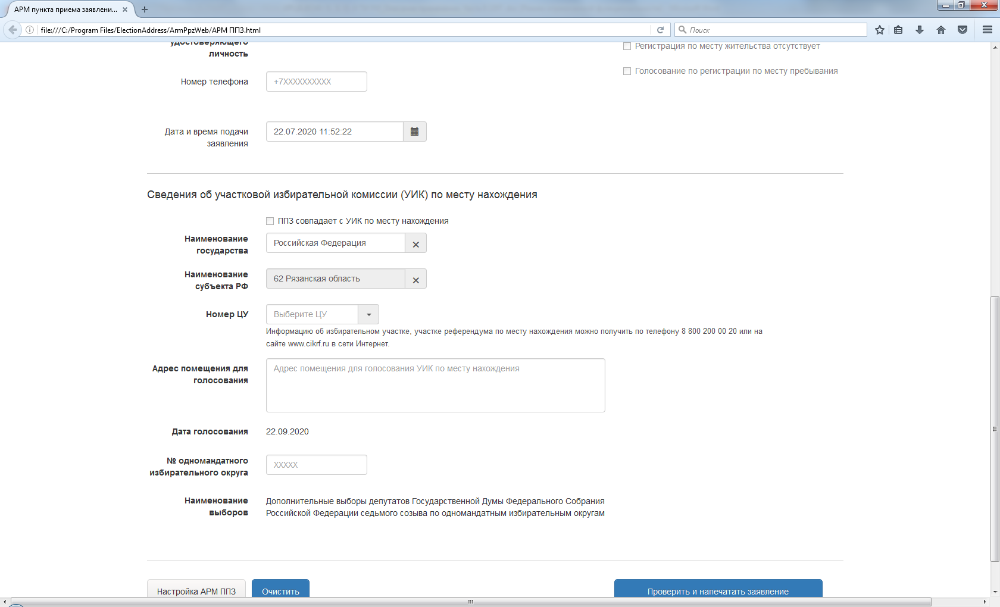 АРМ пункта приема заявлени...
file:///C:/Program Files/ElectionAddress/ArmPpzWeb/АРМ ППЗ.html
Поиск
удостоверяющего
личность
Регистрация по месту жительства отсутствует
Номер телефона
+7XXXXXXXXXX
Голосование по регистрации по месту пребывания
Дата и время подачи
заявления
22.07.2020 11:52:22
Сведения об участковой избирательной комиссии (УИК) по месту нахождения
ППЗ совпадает с УИК по месту нахождения
Наименование
государства
Российская Федерация
Наименование
субъекта РФ
62 Рязанская область
Номер ЦУ
Выберите ЦУ
Информацию об избирательном участке, участке референдума по месту нахождения можно получить по телефону 8 800 200 00 20 или на
сайте www.cikrf.ru в сети Интернет.
Адрес помещения для
голосования
Адрес помещения для голосования УИК по месту нахождения
Дата голосования
22.09.2020
№ одномандатного
избирательного округа
XXXXX
Наименование
выборов
Дополнительные выборы депутатов Государственной Думы Федерального Собрания
Российской Федерации седьмого созыва по одномандатным избирательным округам
Настройка АРМ ППЗ
Очистить
Проверить и напечатать заявление